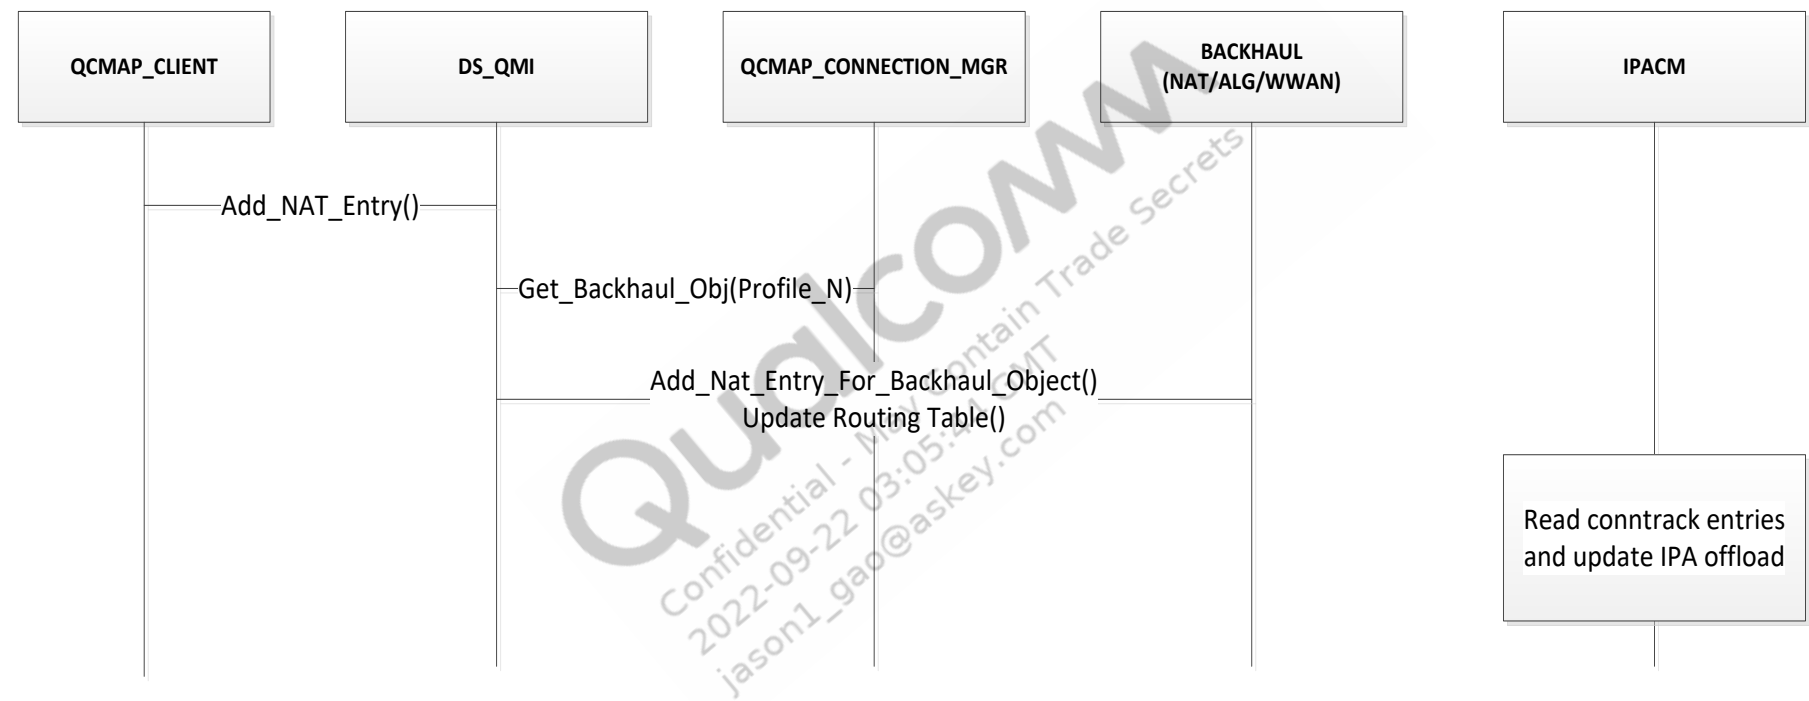 QCMAP_CLIENT
DS_QMI
QCMAP_CONNECTION_MGR
BACKHAUL
(NAT/ALG/WWAN)
IPACM
Add_NAT_Entry()
Get_Backhaul_Obj(Profile_N)
Add_Nat_Entry_For_Backhaul_Object()
Update Routing Table()
Read conntrack entries
and update IPA offload
Qualcomm
Confidential - May Contain Trade Secrets
2022-09-22 03:05:44 GMT
jason1_gao@askey.com